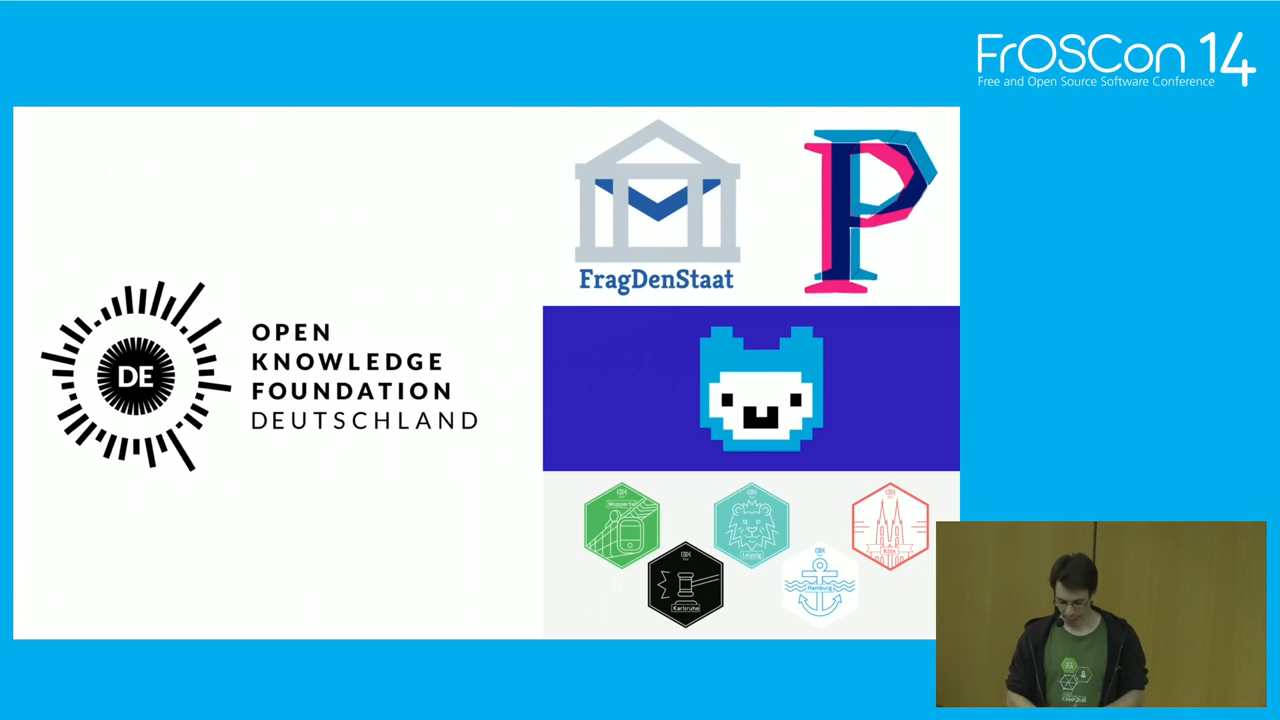 FrOSCon 14
Free and Open Source Software Conference
FragDenStaat
P
DE
OPEN
KNOWLEDGE
FOUNDATION
DEUTSCHLAND
Wuppertal
Leipzig
Köln
Karlsruhe
Hamburg